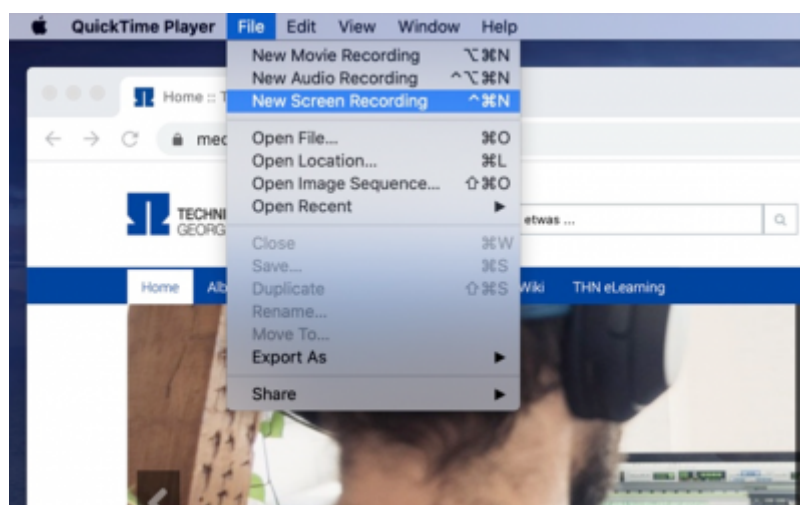 QuickTime Player File Edit View Window Help
New Movie Recording ⌥⌘N
New Audio Recording ^⌥⌘N
New Screen Recording ^⌘N
Home :: T
Open File... ⌘O
Open Location... ⌘L
Open Image Sequence... ⇧⌘O
Open Recent ▶
Close ⌘W
Save... ⌘S
Duplicate ⇧⌘S
Rename...
Move To...
Export As ▶
Share ▶
med
TECHNI
GEORG
etwas ...
Home Alb Wiki THN eLearning